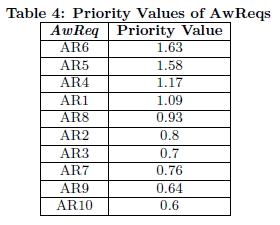 Table 4: Priority Values of AwReqs
AwReq Priority Value
AR6 1.63
AR5 1.58
AR4 1.17
AR1 1.09
AR8 0.93
AR2 0.8
AR3 0.7
AR7 0.76
AR9 0.64
AR10 0.6